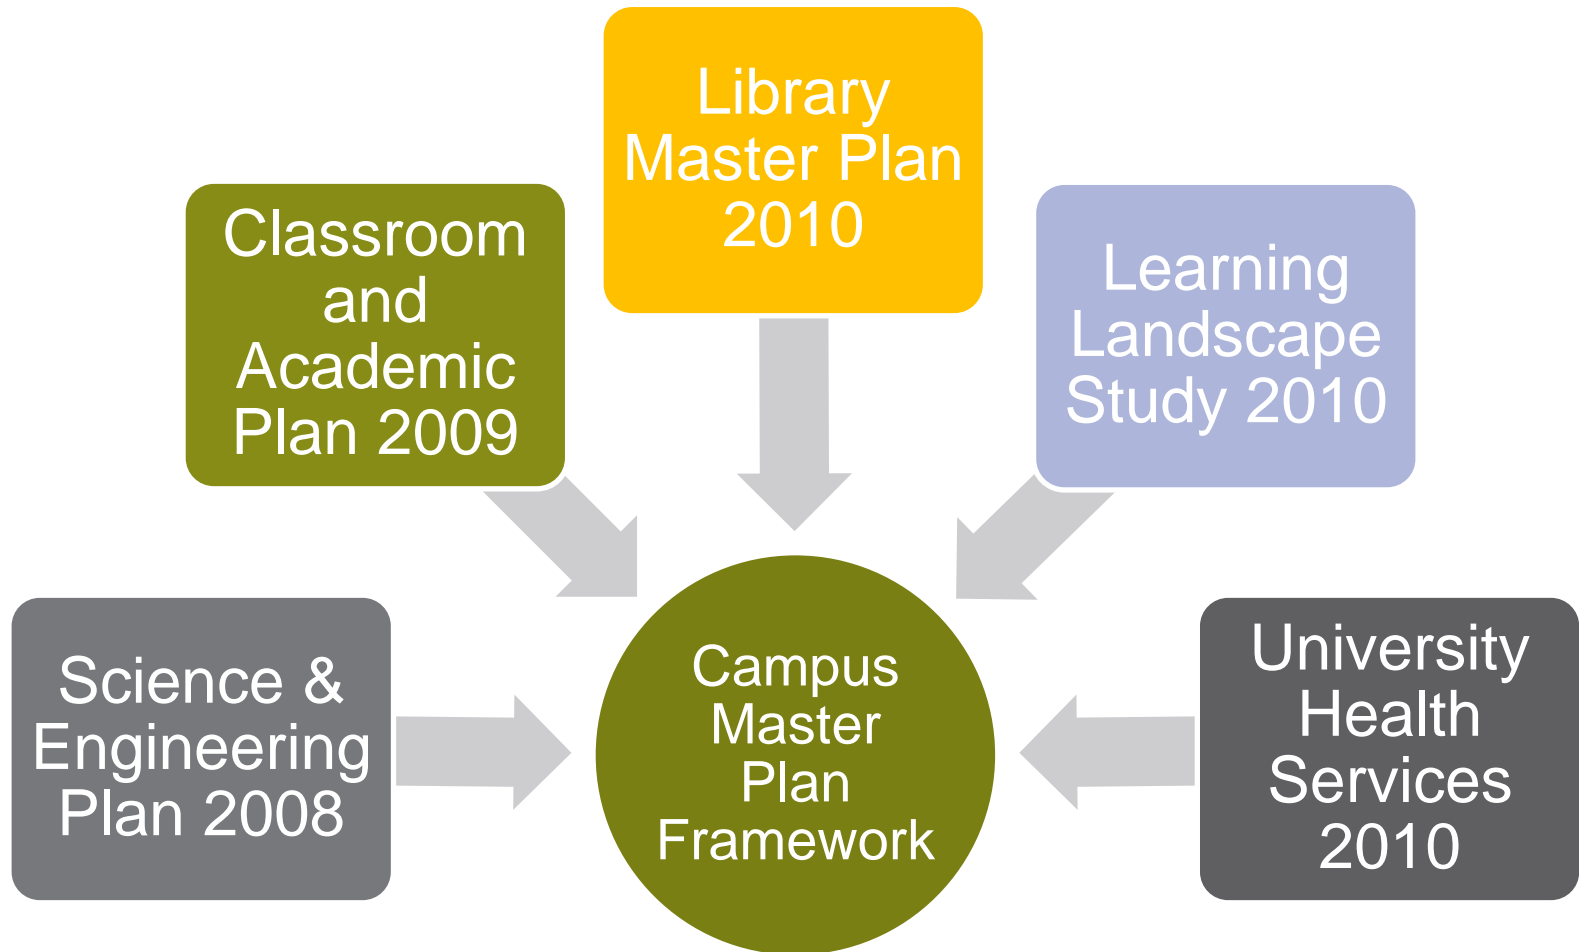 Library
Master Plan
2010
Classroom
and
Academic
Plan 2009
Learning
Landscape
Study 2010
Science &
Engineering
Plan 2008
Campus
Master
Plan
Framework
University
Health
Services
2010